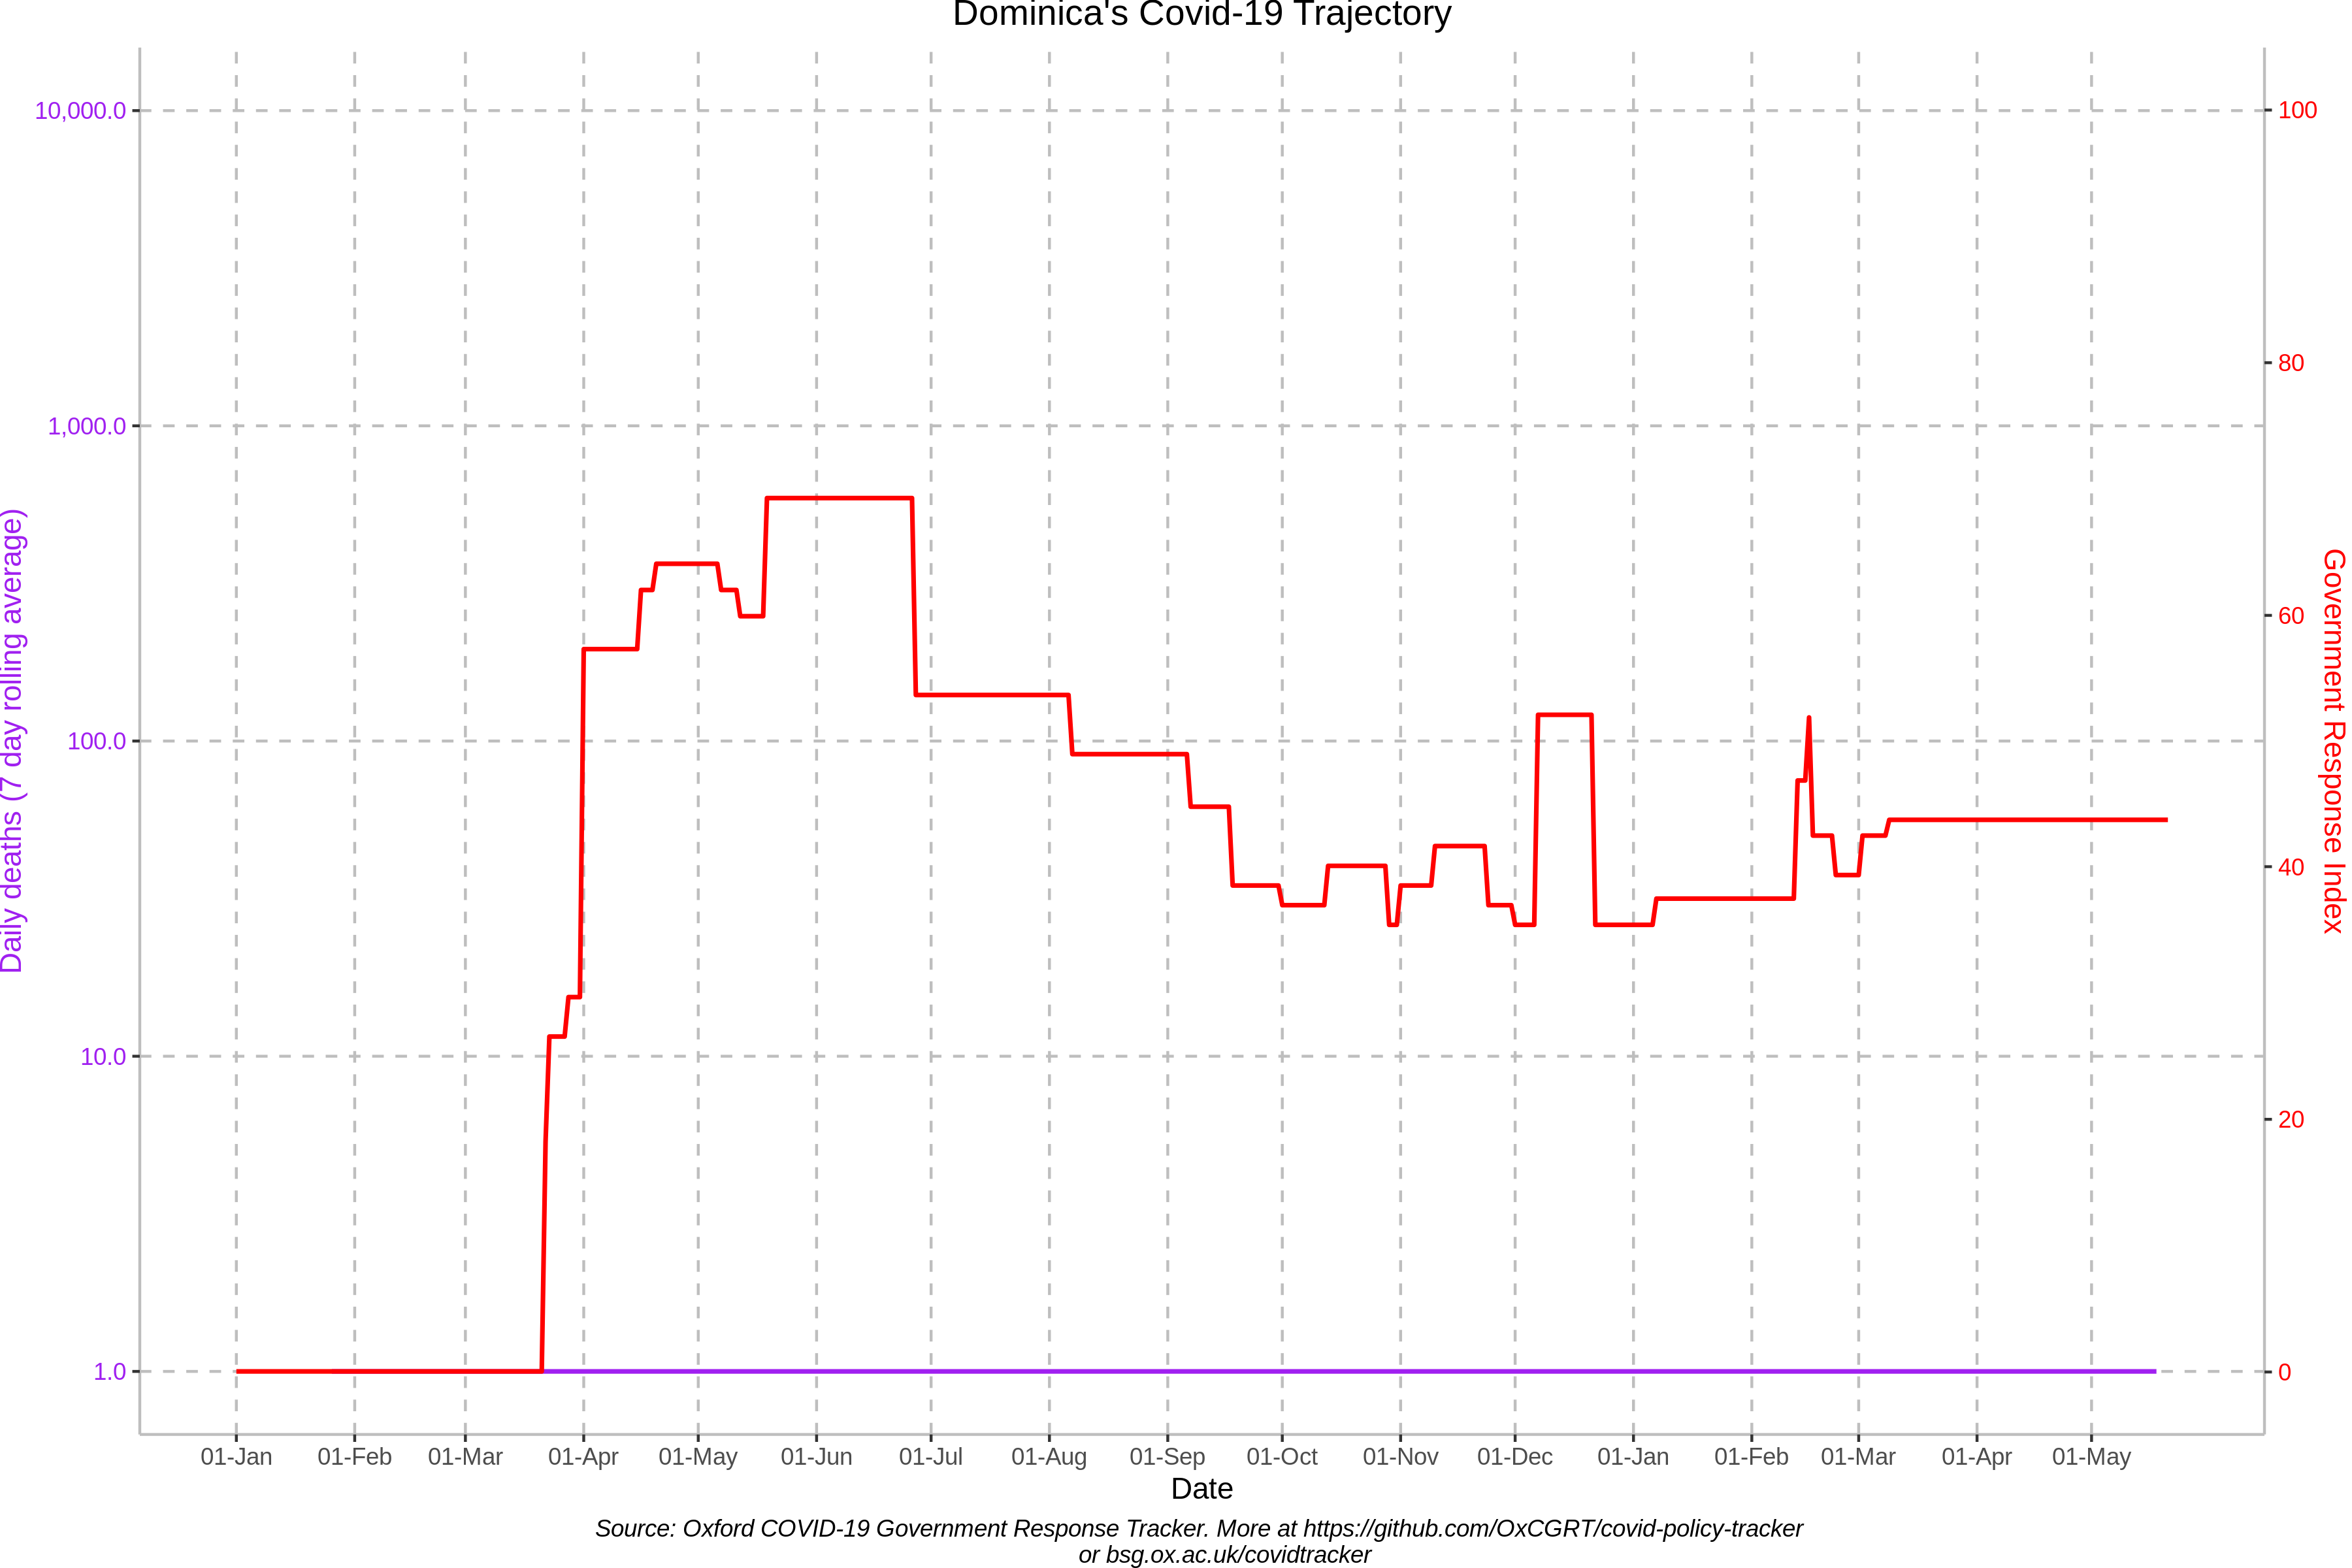 Dominica's Covid-19 Trajectory
10,000.0
1,000.0
100.0
10.0
1.0
Daily deaths (7 day rolling average)
100
80
60
40
20
0
Government Response Index
01-Jan 01-Feb 01-Mar 01-Apr 01-May 01-Jun 01-Jul 01-Aug 01-Sep 01-Oct 01-Nov 01-Dec 01-Jan 01-Feb 01-Mar 01-Apr 01-May
Date
Source: Oxford COVID-19 Government Response Tracker. More at https://github.com/OxCGRT/covid-policy-tracker
or bsg.ox.ac.uk/covidtracker